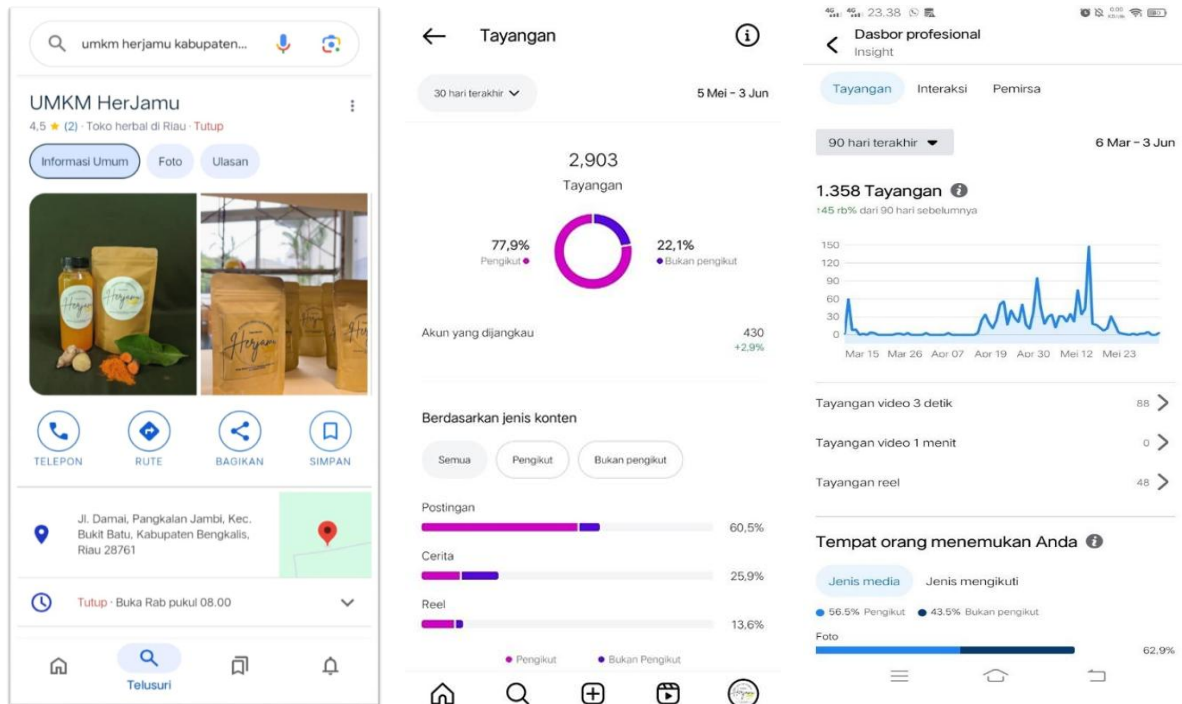 umkm herjamu kabupaten...
UMKM HerJamu
4,5 ★ (2) · Toko herbal di Riau · Tutup
Informasi Umum Foto Ulasan
Herjamu
Herjamu
Herjamu
TELEPON RUTE BAGIKAN SIMPAN
Jl. Damai, Pangkalan Jambi, Kec.
Bukit Batu, Kabupaten Bengkalis,
Riau 28761
Tutup · Buka Rab pukul 08.00
Telusuri
Tayangan
30 hari terakhir 5 Mei - 3 Jun
2,903
Tayangan
77,9% 22,1%
Pengikut Bukan pengikut
Akun yang dijangkau 430
+2,9%
Berdasarkan jenis konten
Semua Pengikut Bukan pengikut
Postingan
60,5%
Cerita
25,9%
Reel
13,6%
Pengikut Bukan Pengikut
4G 4G 23.38
Dasbor profesional
Insight
Tayangan Interaksi Pemirsa
90 hari terakhir 6 Mar – 3 Jun
1.358 Tayangan
↑45 rb% dari 90 hari sebelumnya
150
120
90
60
30
0
Mar 15 Mar 26 Apr 07 Apr 19 Apr 30 Mei 12 Mei 23
Tayangan video 3 detik 88
Tayangan video 1 menit 0
Tayangan reel 48
Tempat orang menemukan Anda
Jenis media Jenis mengikuti
56.5% Pengikut 43.5% Bukan pengikut
Foto
62.9%